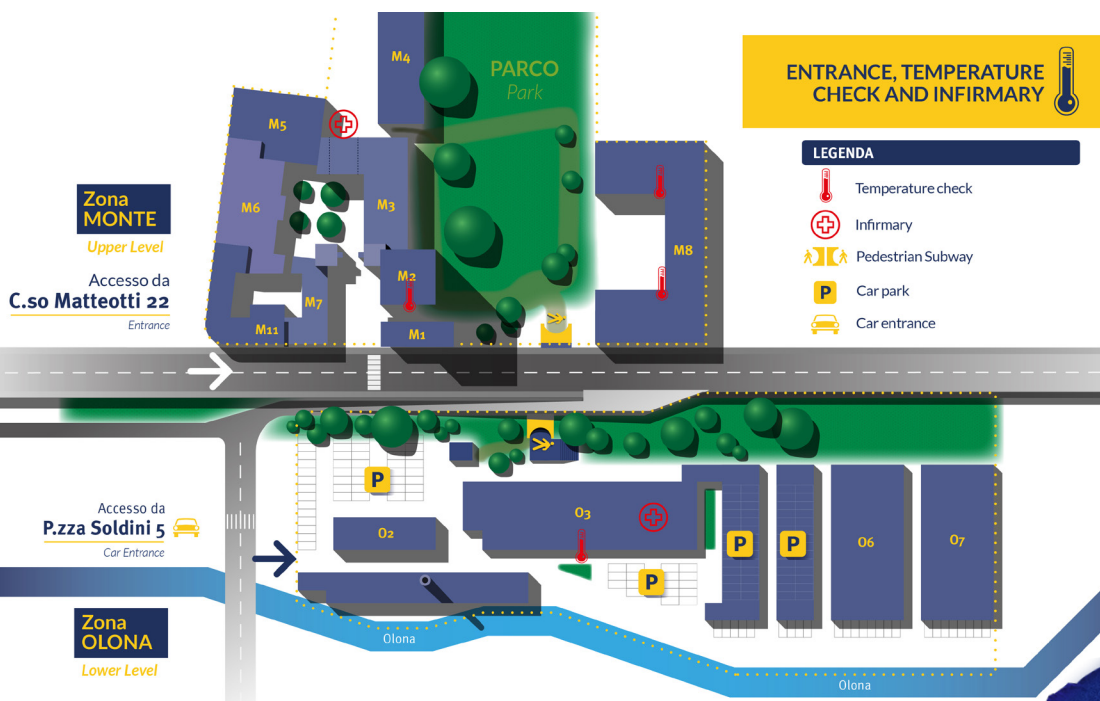 ENTRANCE, TEMPERATURE
CHECK AND INFIRMARY
LEGENDA
Temperature check
Infirmary
Pedestrian Subway
P
Car park
Car entrance
PARCO
Park
M4
M5
M6
M3
M8
M2
M7
M11
M1
Zona
MONTE
Upper Level
Accesso da
C.so Matteotti 22
Entrance
Accesso da
P.zza Soldini 5
Car Entrance
P
O2
O3
P
P
P
O6
O7
Zona
OLONA
Lower Level
Olona
Olona